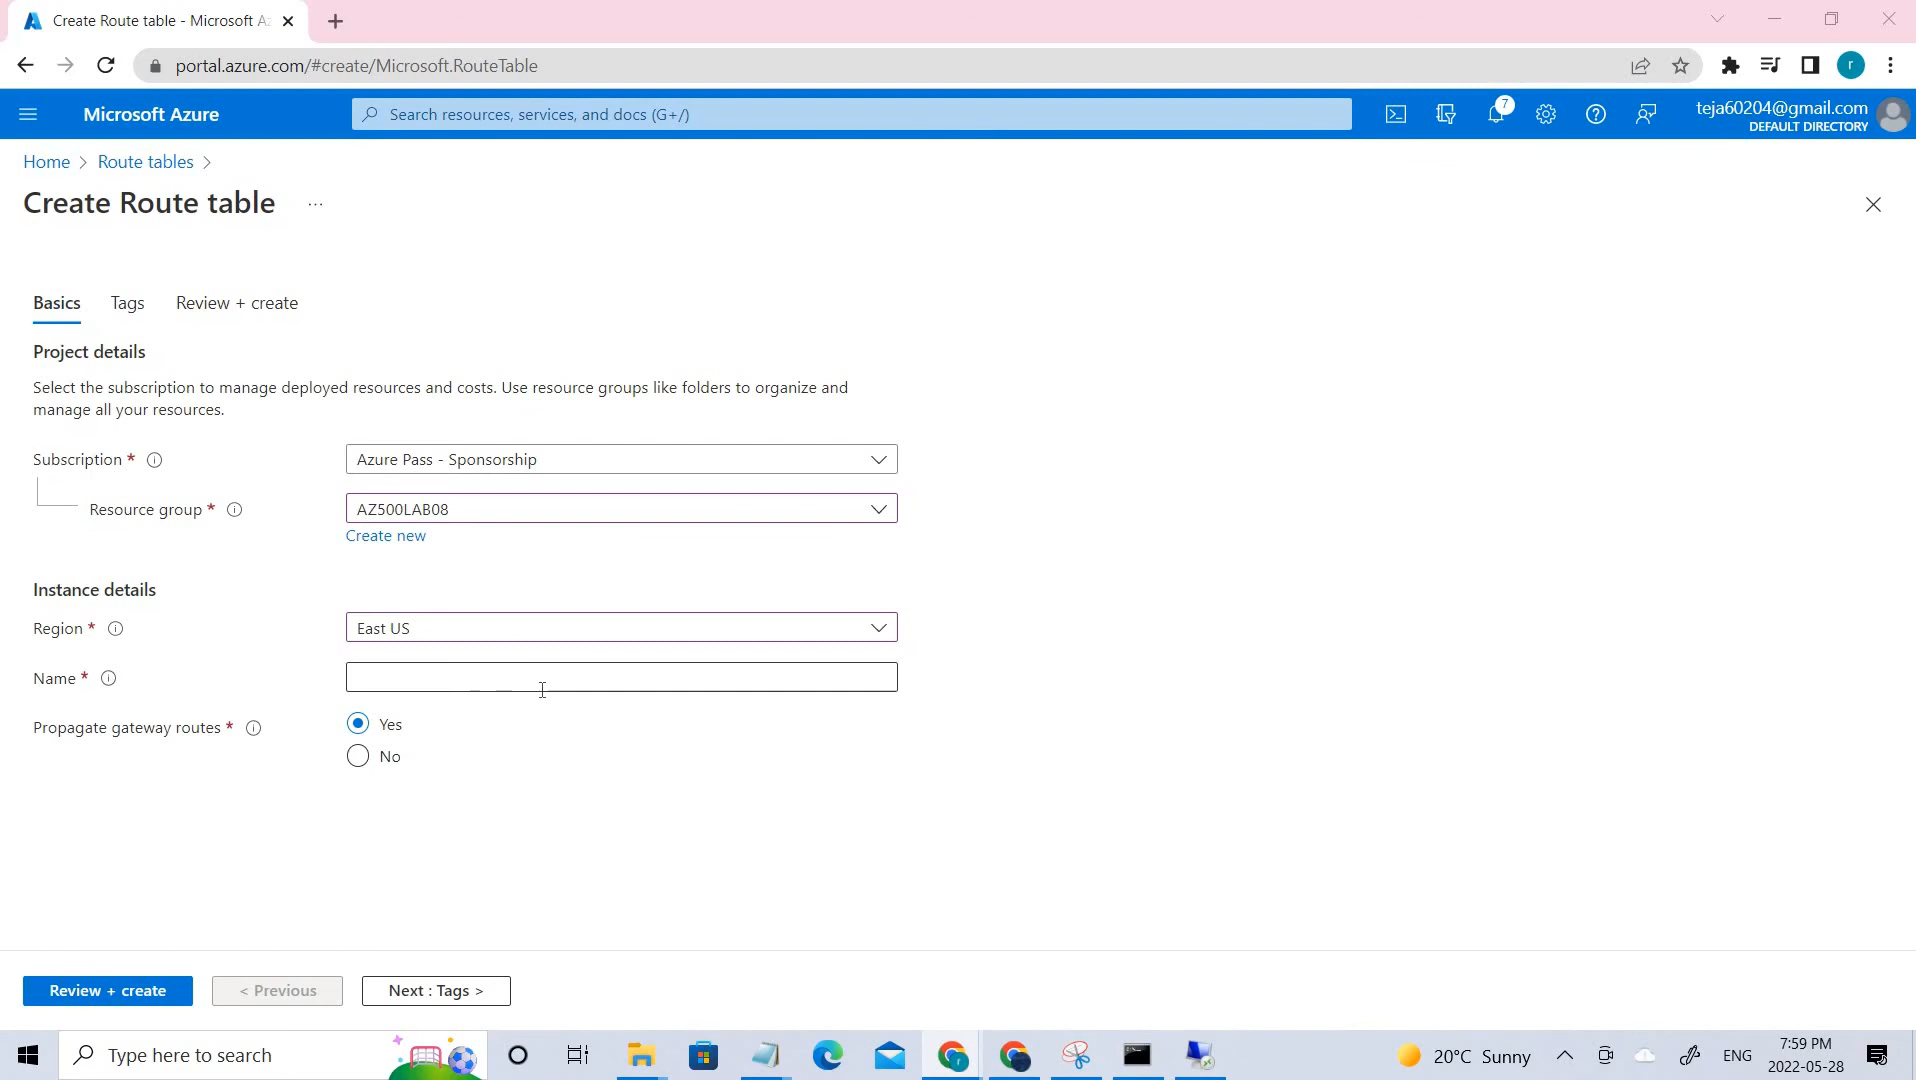 Create Route table - Microsoft Az
portal.azure.com/#create/Microsoft.RouteTable
r
Microsoft Azure
Search resources, services, and docs (G+/)
7
teja60204@gmail.com
DEFAULT DIRECTORY
Home > Route tables >
Create Route table ...
Basics Tags Review + create
Project details
Select the subscription to manage deployed resources and costs. Use resource groups like folders to organize and
manage all your resources.
Subscription *
Azure Pass - Sponsorship
Resource group *
AZ500LAB08
Create new
Instance details
Region *
East US
Name *
Propagate gateway routes *
Yes
No
Review + create
< Previous
Next : Tags >
Type here to search
20°C Sunny
ENG
7:59 PM
2022-05-28